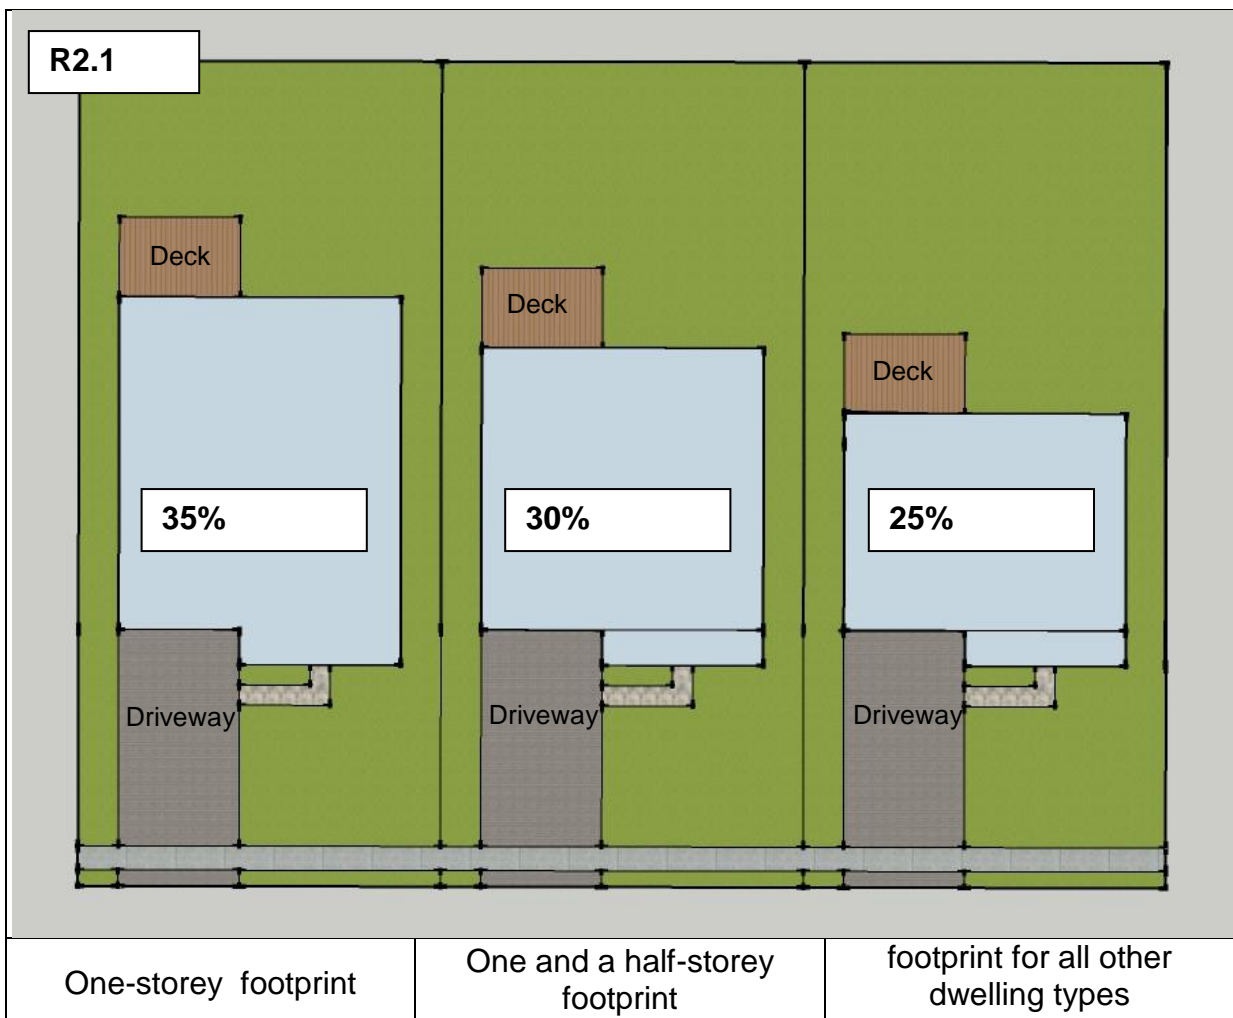 R2.1
Deck
Deck
Deck
35%
30%
25%
Driveway
Driveway
Driveway
One-storey footprint
One and a half-storey
footprint
footprint for all other
dwelling types